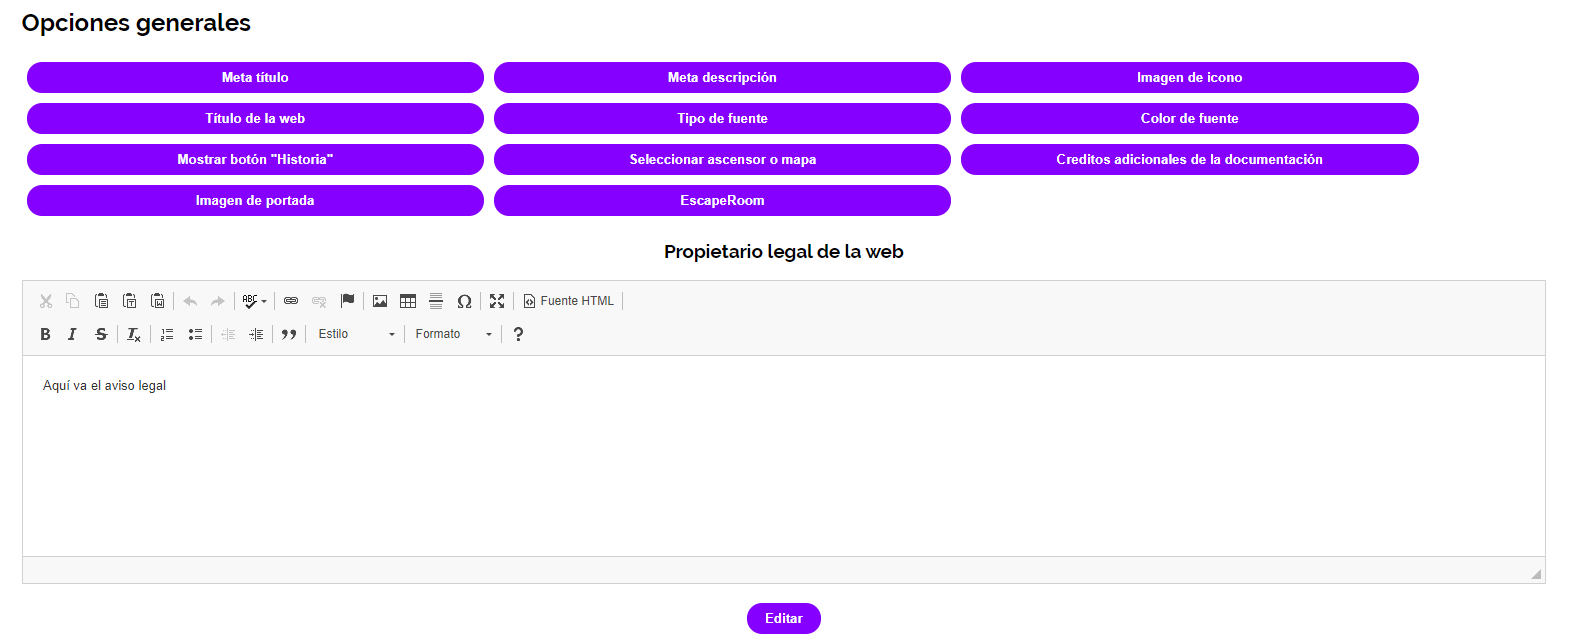 Opciones generales
Meta título Meta descripción Imagen de icono
Título de la web Tipo de fuente Color de fuente
Mostrar botón "Historia" Seleccionar ascensor o mapa Creditos adicionales de la documentación
Imagen de portada EscapeRoom
Propietario legal de la web
ABC Ω Fuente HTML
B I S Tx Estilo Formato ?
Aquí va el aviso legal
Editar